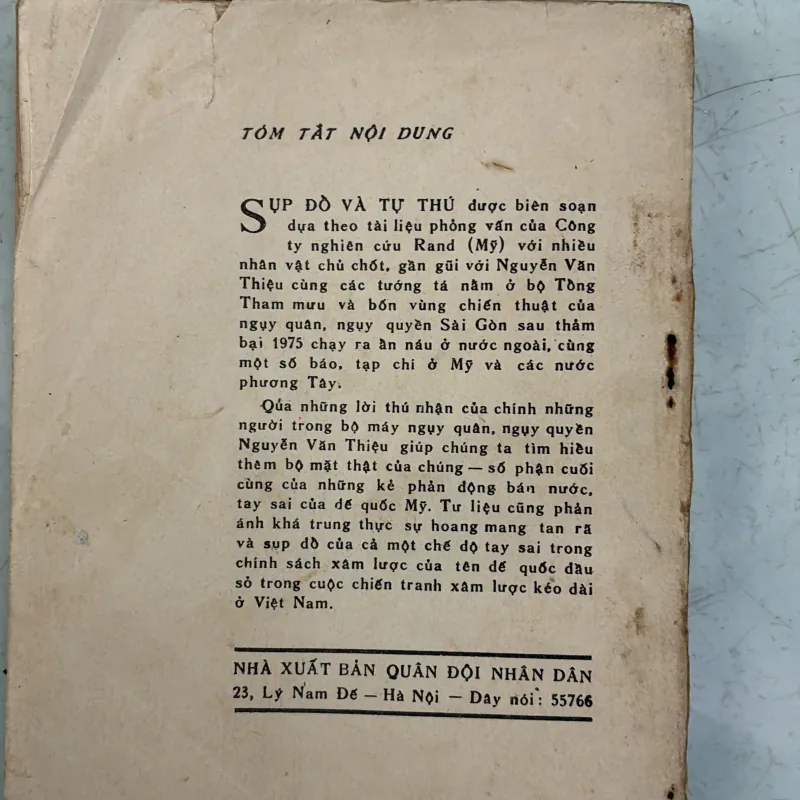 TÓM TẮT NỘI DUNG
SỤP ĐỒ VÀ TỰ THÚ được biên soạn
dựa theo tài liệu phỏng vấn của Công
ty nghiên cứu Rand (Mỹ) với nhiều
nhân vật chủ chốt, gần gũi với Nguyễn Văn
Thiệu cùng các tướng tá nằm ở bộ Tồng
Tham mưu và bốn vùng chiến thuật của
ngụy quân, ngụy quyền Sài Gòn sau thảm
bại 1975 chạy ra ần náu ở nước ngoài, cùng
một số báo, tạp chí ở Mỹ và các nước
phương Tây.
Qủa những lời thú nhận của chính những
người trong bộ máy ngụy quân, ngụy quyền
Nguyễn Văn Thiệu giúp chúng ta tìm hiều
thêm bộ mặt thật của chúng — số phận cuối
cùng của những kẻ phản động bán nước,
tay sai của đế quốc Mỹ. Tư liệu cũng phản
ánh khá trung thực sự hoang mang tan rã
và sụp đồ của cả một chế độ tay sai trong
chính sách xâm lược của tên đế quốc đầu
sỏ trong cuộc chiến tranh xâm lược kéo dài
ở Việt Nam.
NHÀ XUẤT BẢN QUÂN ĐỘI NHÂN DÂN
23, Lý Nam Đế — Hà Nội — Dây nói : 55766